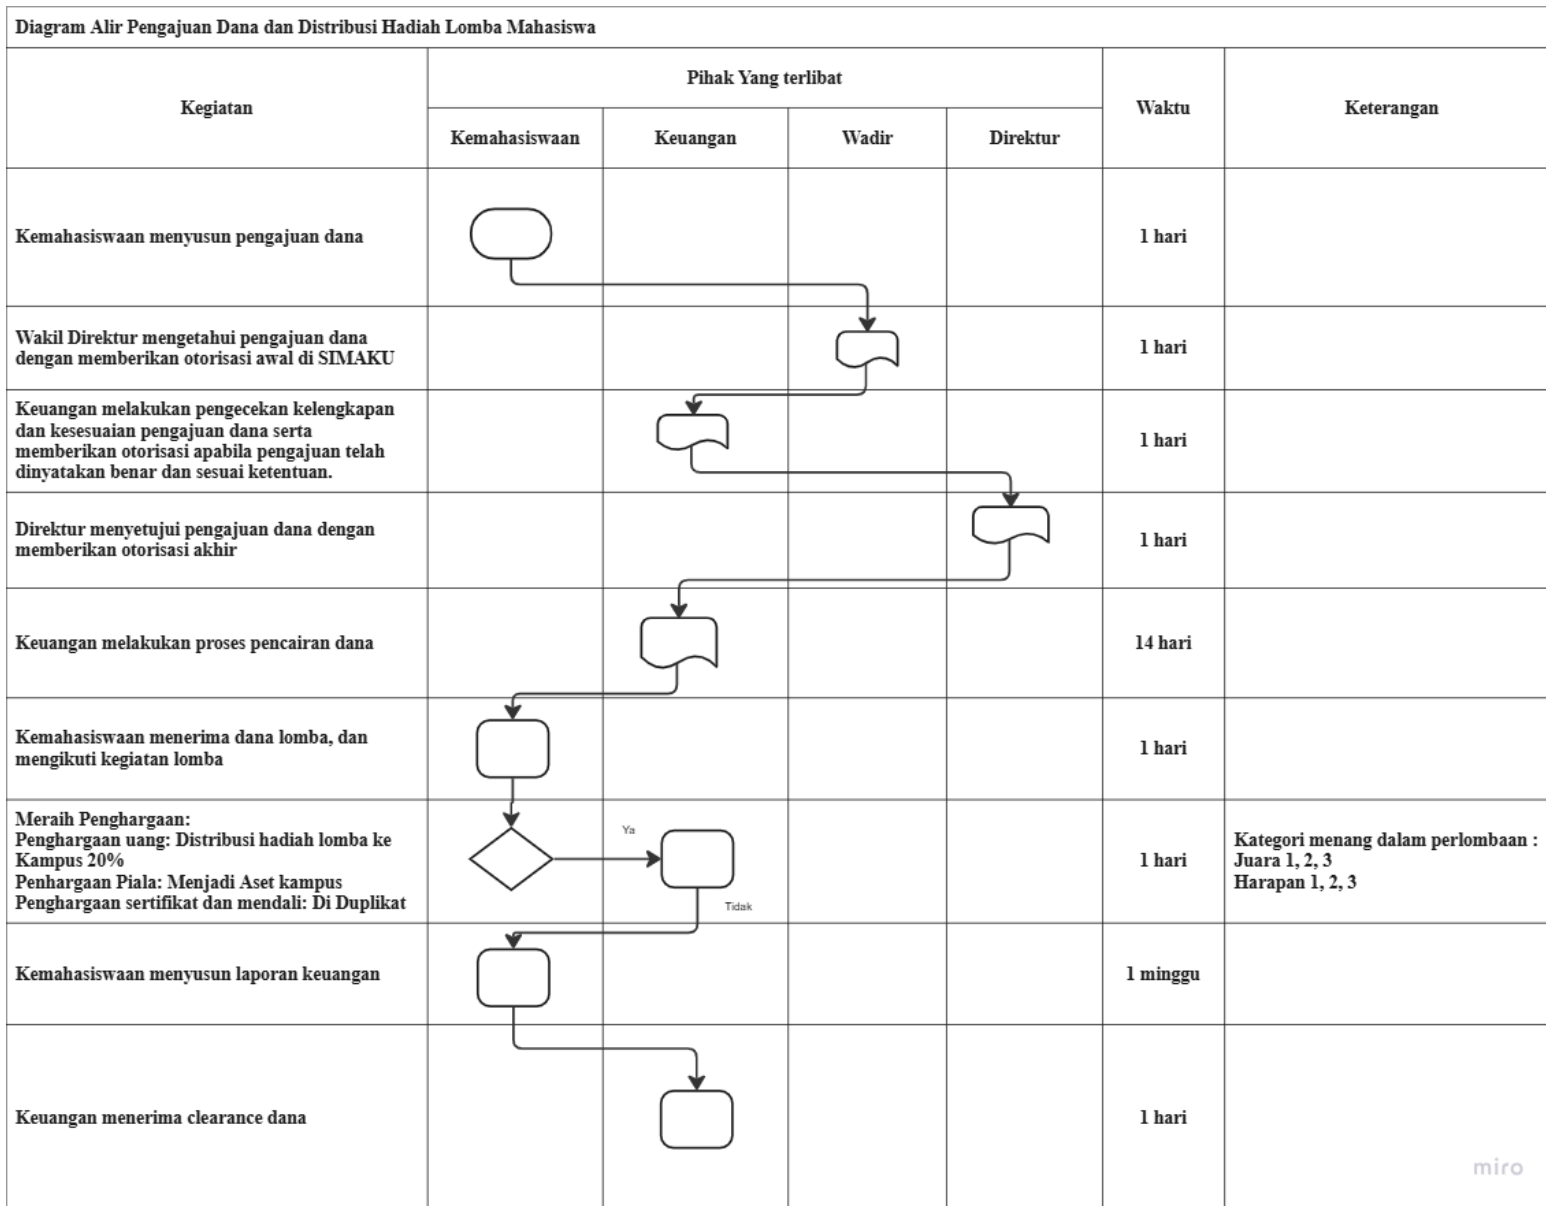 Diagram Alir Pengajuan Dana dan Distribusi Hadiah Lomba Mahasiswa
Kegiatan
Pihak Yang terlibat
Waktu
Keterangan
Kemahasiswaan
Keuangan
Wadir
Direktur
Kemahasiswaan menyusun pengajuan dana
1 hari
Wakil Direktur mengetahui pengajuan dana
dengan memberikan otorisasi awal di SIMAKU
1 hari
Keuangan melakukan pengecekan kelengkapan
dan kesesuaian pengajuan dana serta
memberikan otorisasi apabila pengajuan telah
dinyatakan benar dan sesuai ketentuan.
1 hari
Direktur menyetujui pengajuan dana dengan
memberikan otorisasi akhir
1 hari
Keuangan melakukan proses pencairan dana
14 hari
Kemahasiswaan menerima dana lomba, dan
mengikuti kegiatan lomba
1 hari
Meraih Penghargaan:
Penghargaan uang: Distribusi hadiah lomba ke
Kampus 20%
Penhargaan Piala: Menjadi Aset kampus
Penghargaan sertifikat dan mendali: Di Duplikat
Ya
Tidak
1 hari
Kategori menang dalam perlombaan :
Juara 1, 2, 3
Harapan 1, 2, 3
Kemahasiswaan menyusun laporan keuangan
1 minggu
Keuangan menerima clearance dana
1 hari
miro